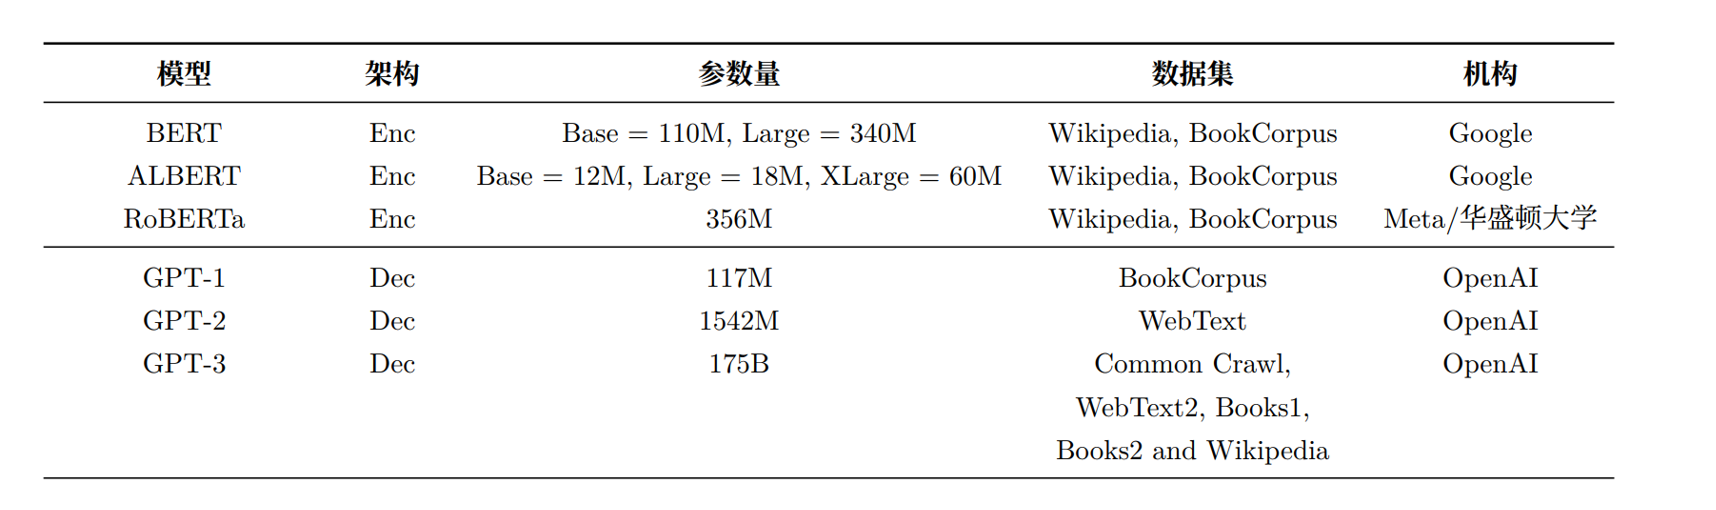 模型 架构 参数量 数据集 机构
BERT Enc Base = 110M, Large = 340M Wikipedia, BookCorpus Google
ALBERT Enc Base = 12M, Large = 18M, XLarge = 60M Wikipedia, BookCorpus Google
RoBERTa Enc 356M Wikipedia, BookCorpus Meta/华盛顿大学
GPT-1 Dec 117M BookCorpus OpenAI
GPT-2 Dec 1542M WebText OpenAI
GPT-3 Dec 175B Common Crawl, OpenAI
WebText2, Books1,
Books2 and Wikipedia